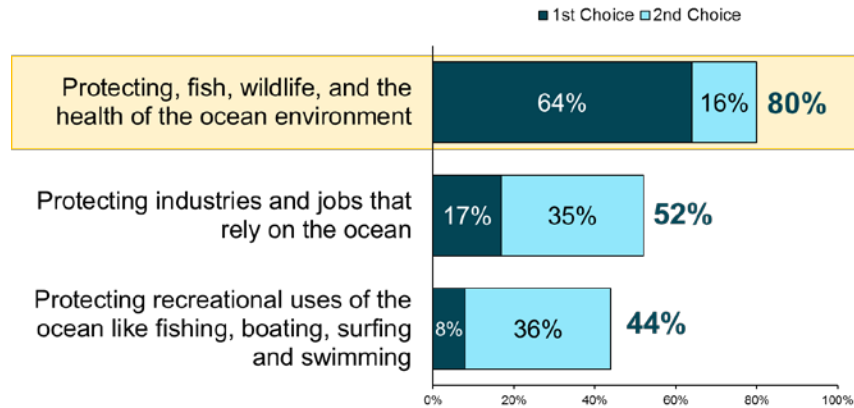 1st Choice 2nd Choice
Protecting, fish, wildlife, and the
health of the ocean environment
64% 16% 80%
Protecting industries and jobs that
rely on the ocean
17% 35% 52%
Protecting recreational uses of the
ocean like fishing, boating, surfing
and swimming
8% 36% 44%
0% 20% 40% 60% 80% 100%